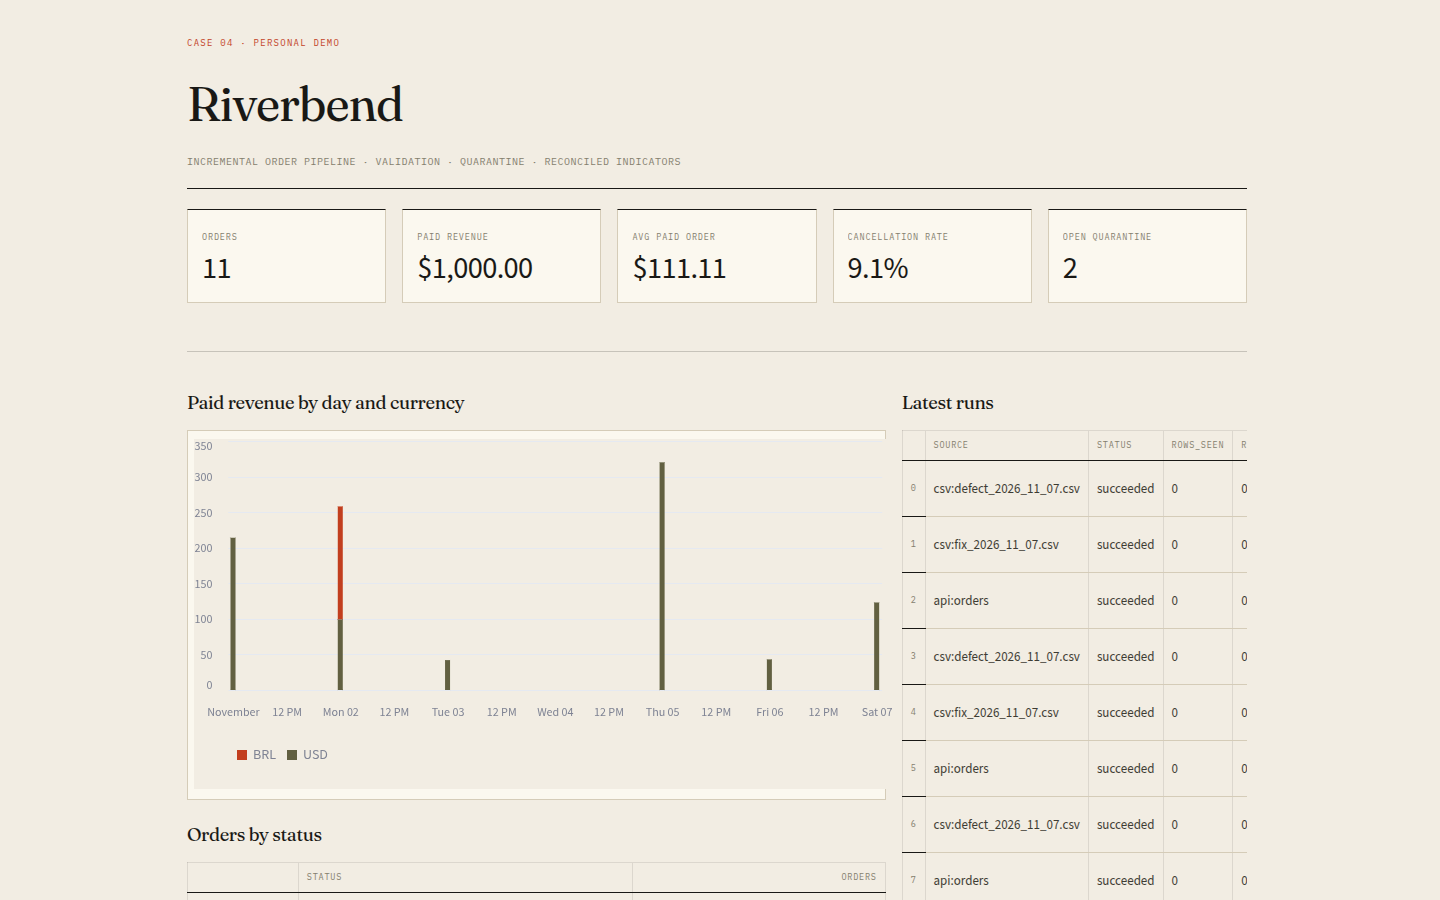 CASE 04 - PERSONAL DEMO
Riverbend
INCREMENTAL ORDER PIPELINE - VALIDATION - QUARANTINE - RECONCILED INDICATORS
ORDERS
11
PAID REVENUE
$1,000.00
AVG PAID ORDER
$111.11
CANCELLATION RATE
9.1%
OPEN QUARANTINE
2
Paid revenue by day and currency
350
300
250
200
150
100
50
0
November 12 PM Mon 02 12 PM Tue 03 12 PM Wed 04 12 PM Thu 05 12 PM Fri 06 12 PM Sat 07
BRL USD
Orders by status
STATUS ORDERS
Latest runs
SOURCE STATUS ROWS_SEEN R
0 csv:defect_2026_11_07.csv succeeded 0 0
1 csv:fix_2026_11_07.csv succeeded 0 0
2 api:orders succeeded 0 0
3 csv:defect_2026_11_07.csv succeeded 0 0
4 csv:fix_2026_11_07.csv succeeded 0 0
5 api:orders succeeded 0 0
6 csv:defect_2026_11_07.csv succeeded 0 0
7 api:orders succeeded 0 0